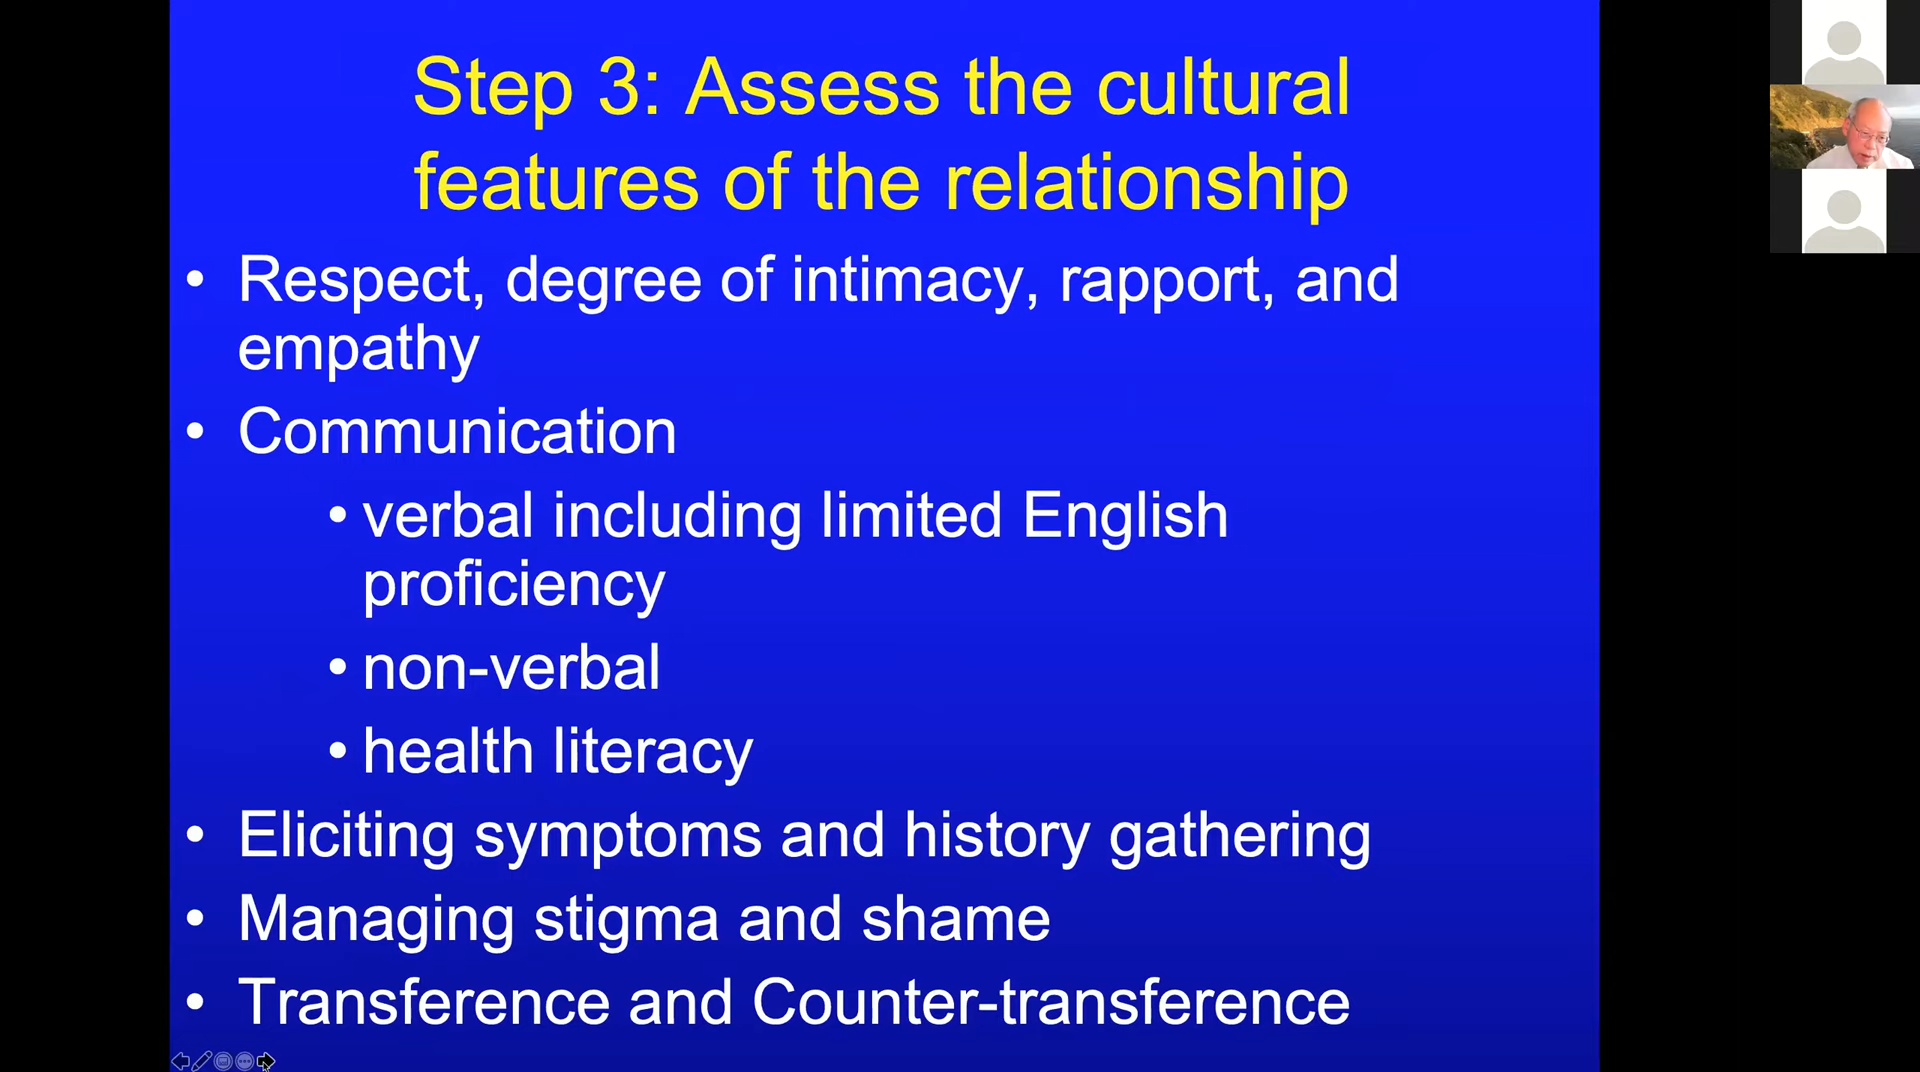 Step 3: Assess the cultural
features of the relationship
• Respect, degree of intimacy, rapport, and
empathy
• Communication
• verbal including limited English
proficiency
• non-verbal
• health literacy
• Eliciting symptoms and history gathering
• Managing stigma and shame
• Transference and Counter-transference